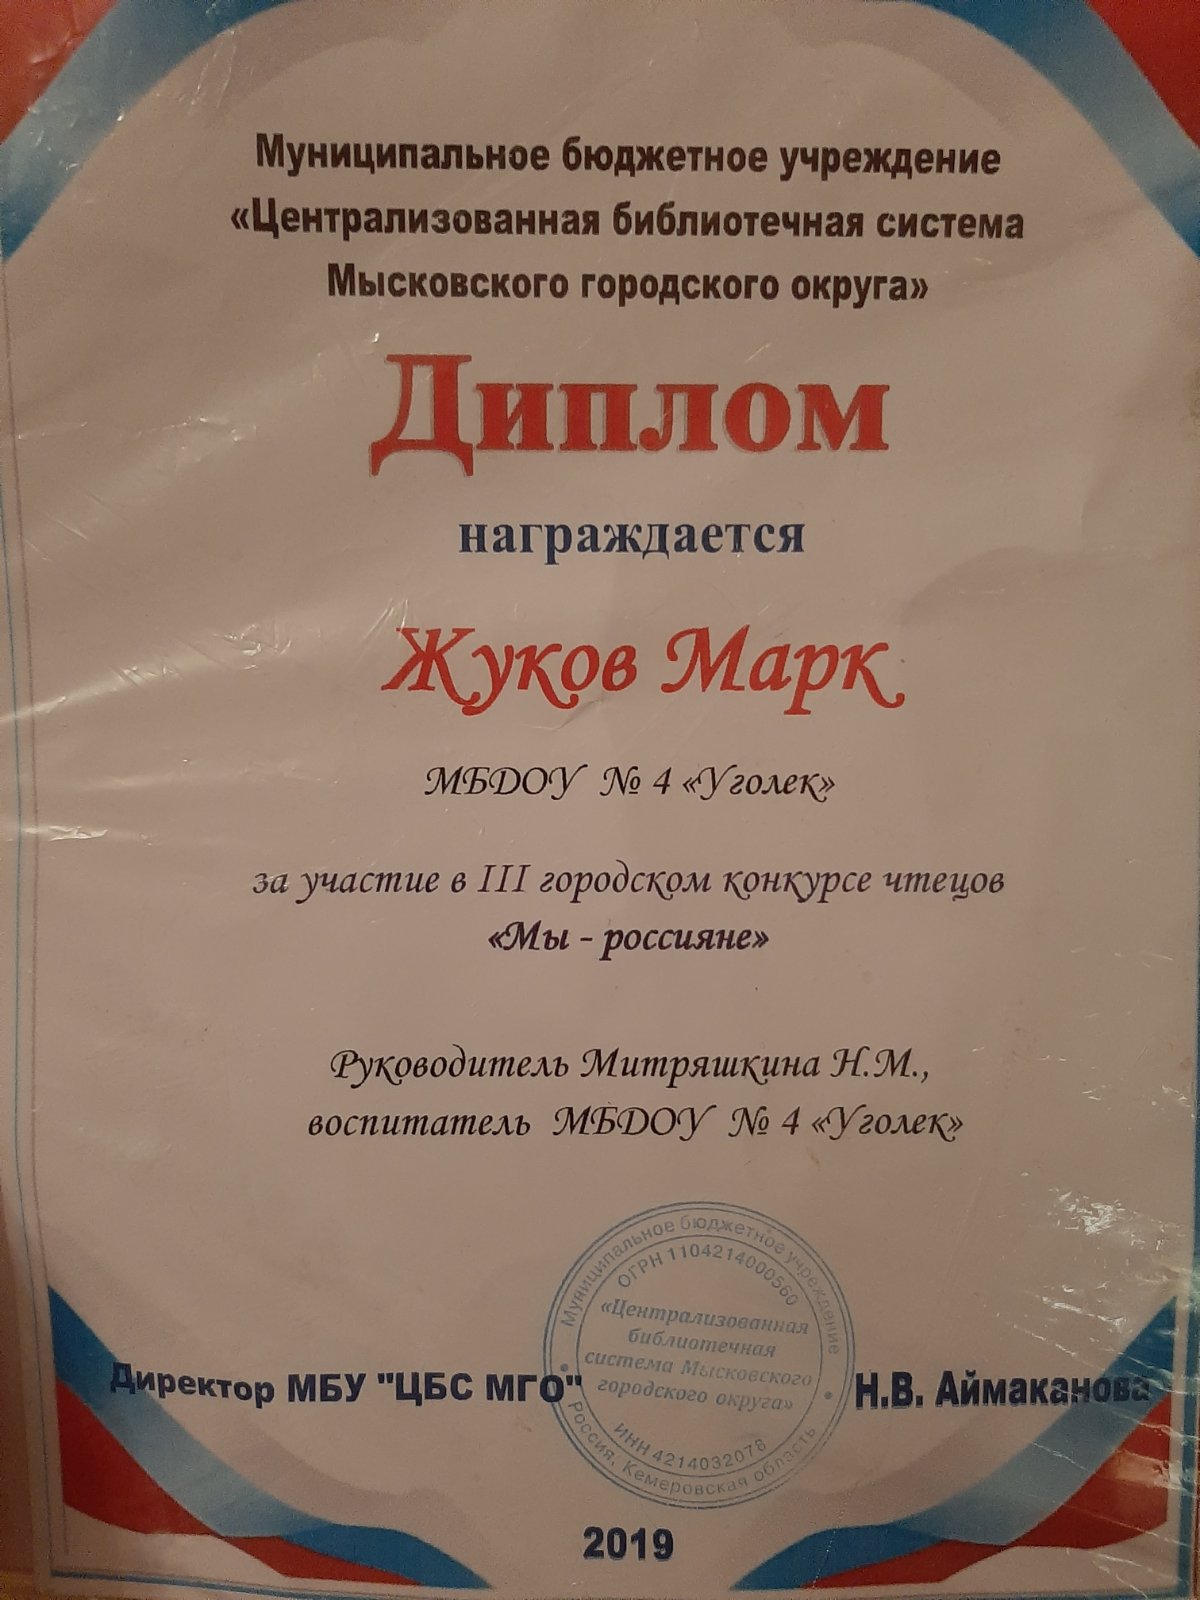 Муниципальное бюджетное учреждение
«Централизованная библиотечная система
Мысковского городского округа»
Диплом
награждается
Жуков Марк
МБДОУ № 4 «Уголек»
за участие в III городском конкурсе чтецов
«Мы - россияне»
Руководитель Митряшкина Н.М.,
воспитатель МБДОУ № 4 «Уголек»
Муниципальное бюджетное учреждение
ОГРН 1104214000560
«Централизованная
библиотечная
система Мысковского
городского округа»
ИНН 4214032078
Россия, Кемеровская область
Директор МБУ "ЦБС МГО"
Н.В. Аймаканова
2019